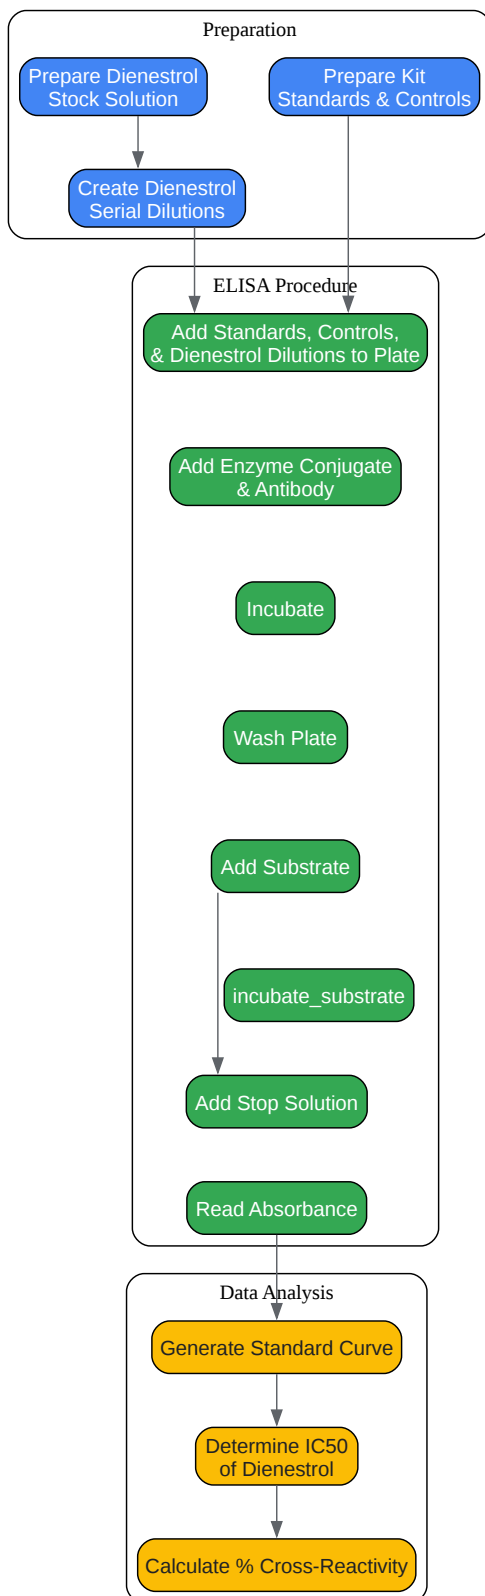 Preparation
Prepare Dienestrol
Stock Solution
Prepare Kit
Standards & Controls
Create Dienestrol
Serial Dilutions
ELISA Procedure
Add Standards, Controls,
& Dienestrol Dilutions to Plate
Add Enzyme Conjugate
& Antibody
Incubate
Wash Plate
Add Substrate
incubate_substrate
Add Stop Solution
Read Absorbance
Data Analysis
Generate Standard Curve
Determine IC50
of Dienestrol
Calculate % Cross-Reactivity